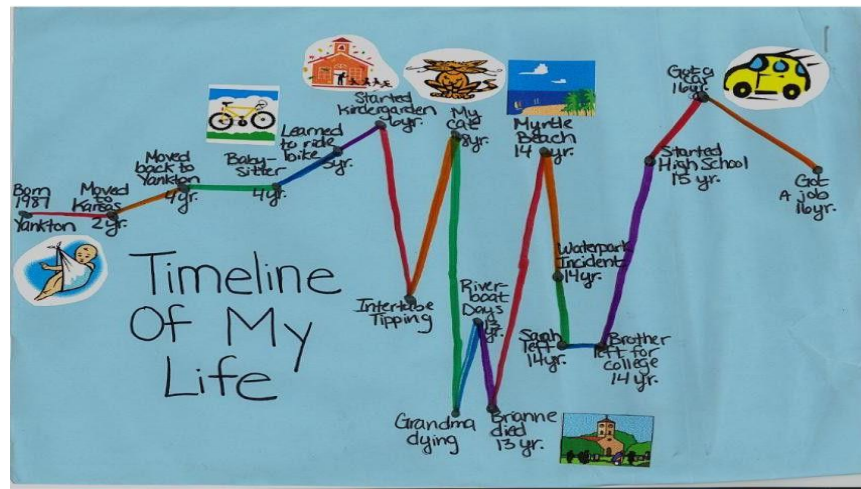 Born
1987
Yankton
Moved
to
Kansas
2yr.
Moved
back to
Yankton
4yr.
Baby-
sitter
4yr.
Learned
to ride
bike
5yr.
Started
Kindergarden
6yr.
Intertube
Tipping
My
Cat
8yr.
Grandma
dying
River-
boat
Days
13
yr.
Brianne
died
13 yr.
Myrtle
Beach
14 yr.
Waterpark
Incident
14yr.
Sarah
left
14yr.
Brother
left for
college
14 yr.
Started
High School
15 yr.
Got a
car
16yr.
Got
A job
16yr.
Timeline
Of My
Life